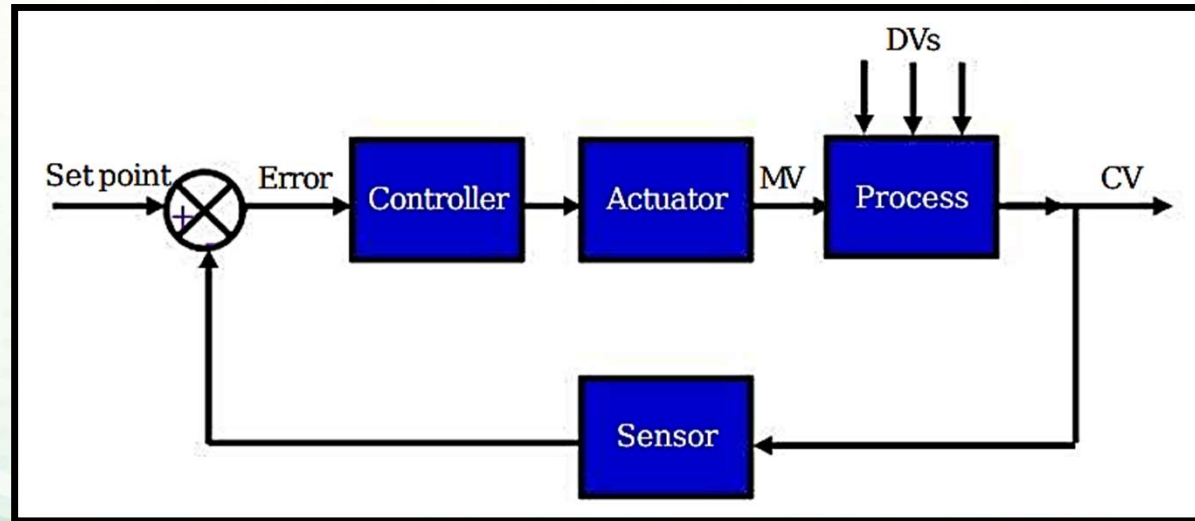 DVs
Set point
+
Error
Controller
Actuator
MV
Process
CV
-
Sensor